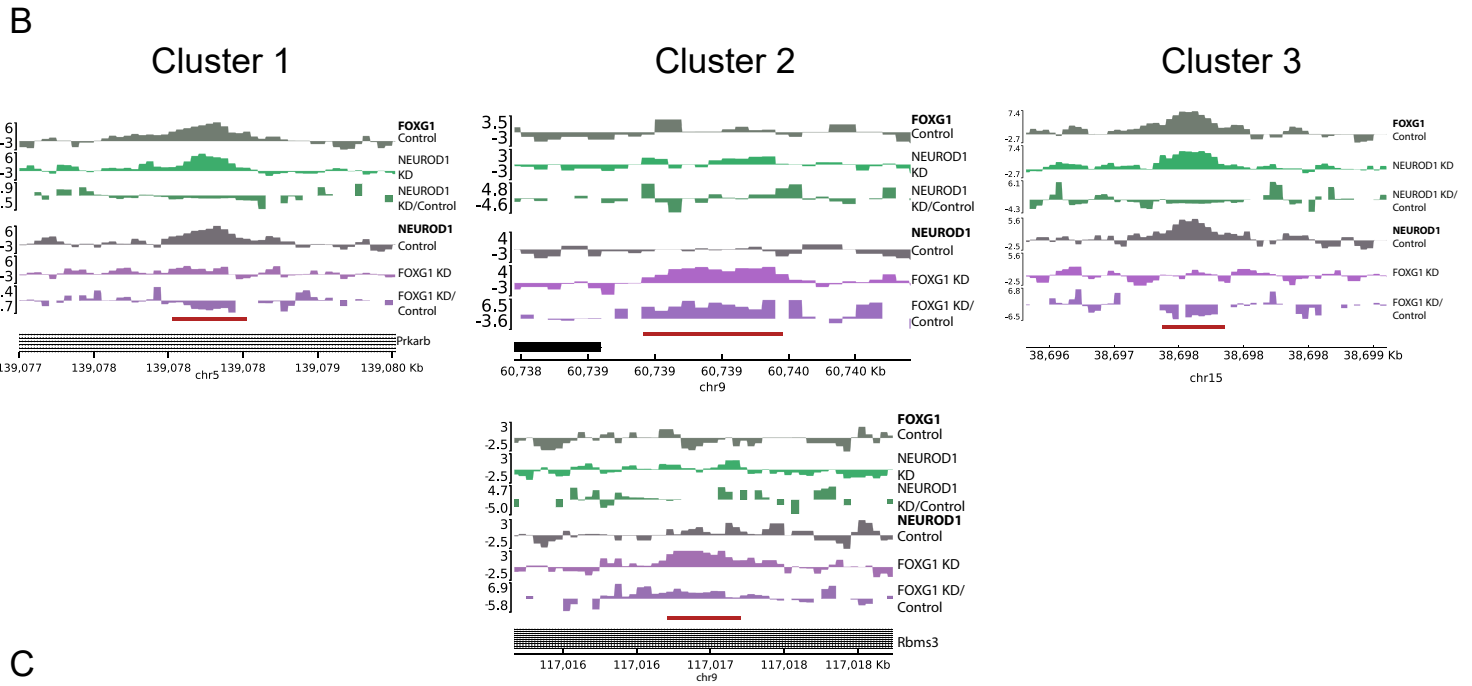 B
Cluster 1
Cluster 2
Cluster 3
6
-3
FOXG1
Control
6
-3
NEUROD1
KD
.9
.5
NEUROD1
KD/Control
6
-3
NEUROD1
Control
6
-3
FOXG1 KD
.4
.7
FOXG1 KD/
Control
Prkarb
139,077 139,078 139,078 139,078 139,079 139,080 Kb
chr5
3.5
-3
FOXG1
Control
3
-3
NEUROD1
KD
4.8
-4.6
NEUROD1
KD/Control
4
-3
NEUROD1
Control
4
-3
FOXG1 KD
6.5
-3.6
FOXG1 KD/
Control
60,738 60,739 60,739 60,739 60,740 60,740 Kb
chr9
7.4
-2.7
FOXG1
Control
7.4
-2.7
NEUROD1 KD
6.1
-4.3
NEUROD1 KD/
Control
5.6
-2.5
NEUROD1
Control
5.6
-2.5
FOXG1 KD
6.8
-6.5
FOXG1 KD/
Control
38,696 38,697 38,698 38,698 38,698 38,699 Kb
chr15
3
-2.5
FOXG1
Control
3
-2.5
NEUROD1
KD
4.7
-5.0
NEUROD1
KD/Control
3
-2.5
NEUROD1
Control
3
-2.5
FOXG1 KD
6.9
-5.8
FOXG1 KD/
Control
Rbms3
117,016 117,016 117,017 117,018 117,018 Kb
chr9
C